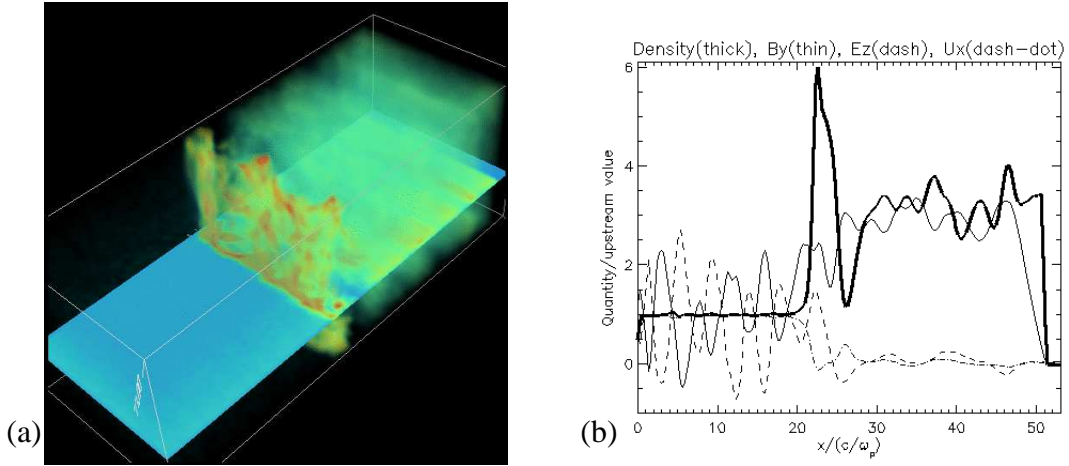 (a)
(b)
Density(thick), By(thin), Ez(dash), Ux(dash-dot)
Quantity/upstream value
6
4
2
0
0 10 20 30 40 50
x/(c/ωₚ)